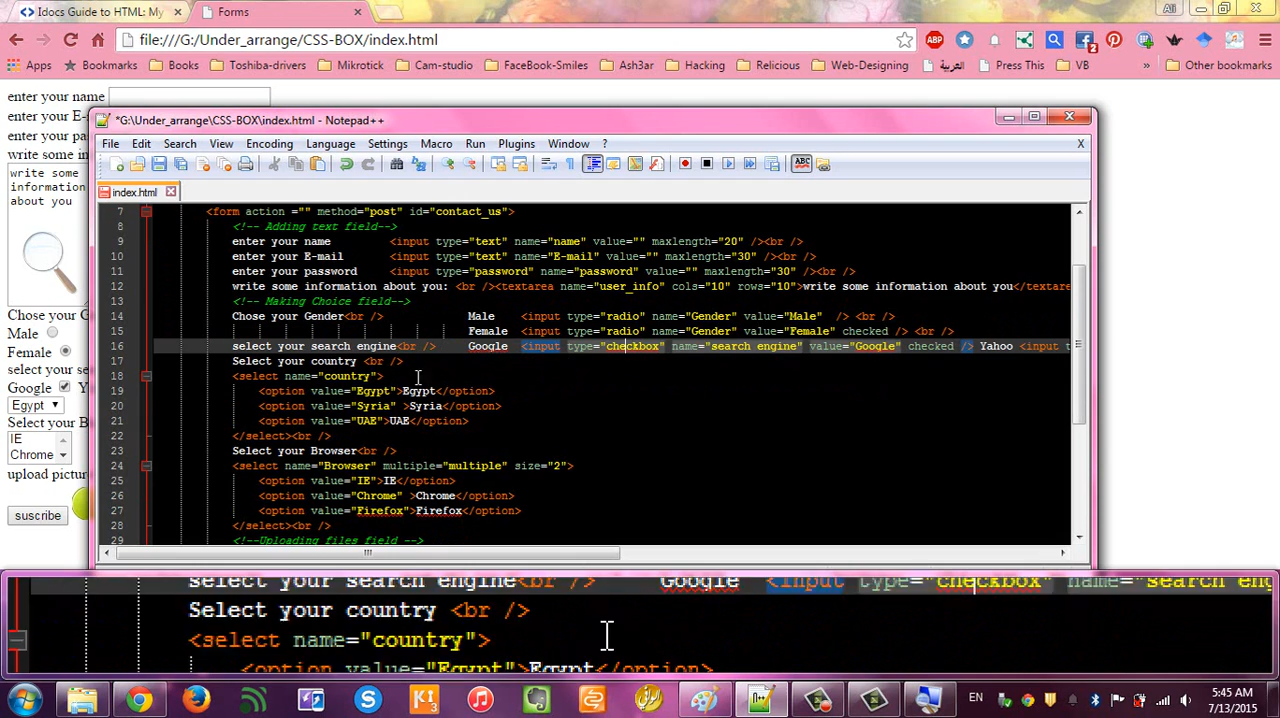 Idocs Guide to HTML: My
Forms
Ali
file:///G:/Under_arrange/CSS-BOX/index.html
ABP
2
Apps
Bookmarks
Books
Toshiba-drivers
Mikrotick
Cam-studio
FaceBook-Smiles
Ash3ar
Hacking
Relicious
Web-Designing
العربية
Press This
VB
»
Other bookmarks
enter your name
enter your E-
enter your pa
write some in
write some
information
about you
Chose your G
Male
Female
select your se
Google
Egypt
Select your B
IE
Chrome
upload pictur
suscribe
*G:\Under_arrange\CSS-BOX\index.html - Notepad++
File Edit Search View Encoding Language Settings Macro Run Plugins Window ?
X
ABC
index.html
7 <form action ="" method="post" id="contact_us">
8 <!-- Adding text field-->
9 enter your name <input type="text" name="name" value="" maxlength="20" /><br />
10 enter your E-mail <input type="text" name="E-mail" value="" maxlength="30" /><br />
11 enter your password <input type="password" name="password" value="" maxlength="30" /><br />
12 write some information about you: <br /><textarea name="user_info" cols="10" rows="10">write some information about you</textare
13 <!-- Making Choice field-->
14 Chose your Gender<br /> Male <input type="radio" name="Gender" value="Male" /> <br />
15 Female <input type="radio" name="Gender" value="Female" checked /> <br />
16 select your search engine<br /> Google <input type="checkbox" name="search engine" value="Google" checked /> Yahoo <input t
17 Select your country <br />
18 <select name="country">
19 <option value="Egypt">Egypt</option>
20 <option value="Syria" >Syria</option>
21 <option value="UAE">UAE</option>
22 </select><br />
23 Select your Browser<br />
24 <select name="Browser" multiple="multiple" size="2">
25 <option value="IE">IE</option>
26 <option value="Chrome" >Chrome</option>
27 <option value="Firefox">Firefox</option>
28 </select><br />
29 <!--Uploading files field -->
select your search engine<br /> Google <input type="checkbox" name="search eng
Select your country <br />
<select name="country">
<option value="Egypt">Egypt</option>
EN
5:45 AM
7/13/2015